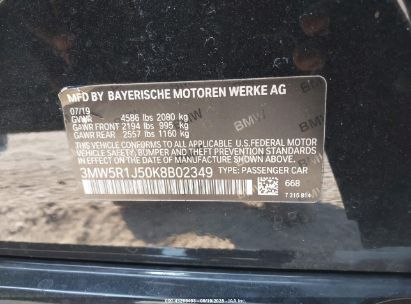 MFD BY BAYERISCHE MOTOREN WERKE AG
07/19
GVWR 4586 lbs 2080 kg
GAWR FRONT 2194 lbs 995 kg
GAWR REAR 2557 lbs 1160 kg
THIS VEHICLE CONFORMS TO ALL APPLICABLE U.S. FEDERAL MOTOR
VEHICLE SAFETY, BUMPER, AND THEFT PREVENTION STANDARDS IN
EFFECT ON THE DATE OF MANUFACTURE SHOWN ABOVE.
3MW5R1J50K8B02349 TYPE: PASSENGER CAR
668